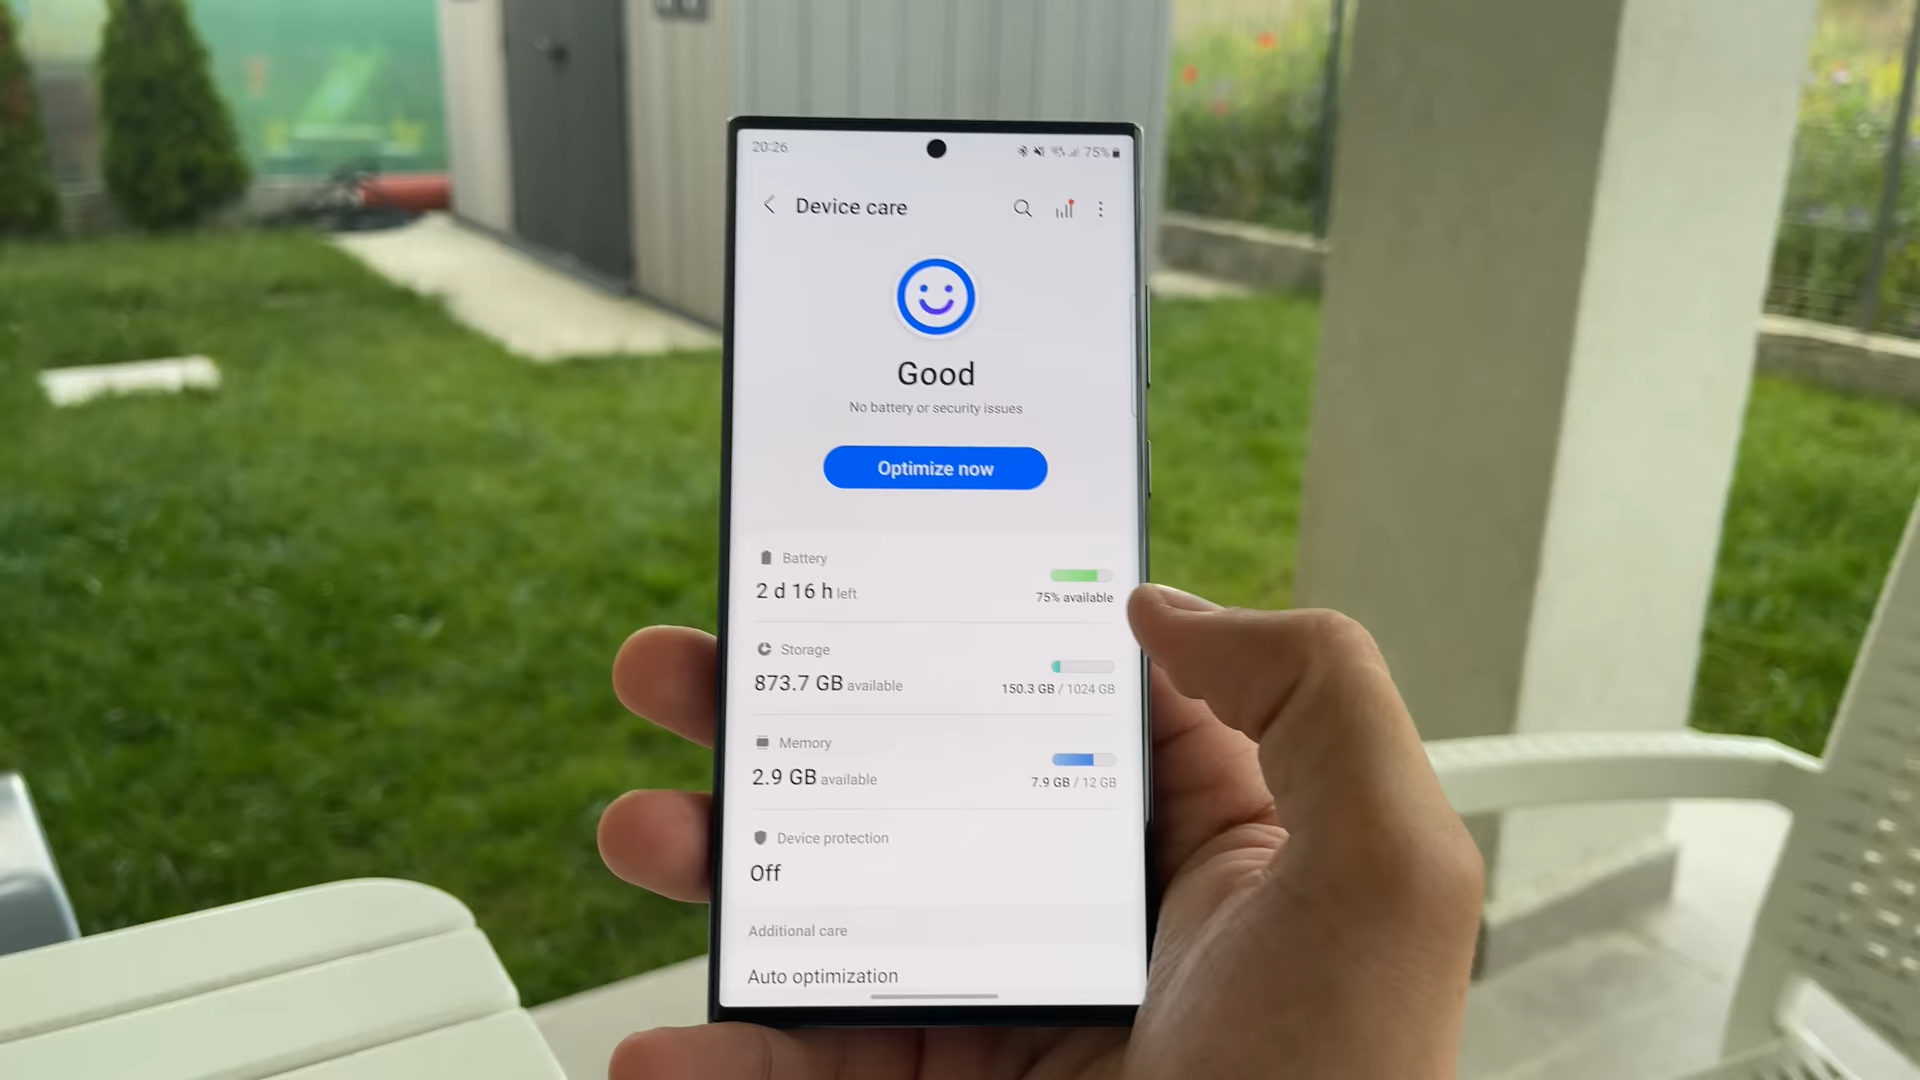 20:26
75%
Device care
Good
No battery or security issues
Optimize now
Battery
2 d 16 h left
75% available
Storage
873.7 GB available
150.3 GB / 1024 GB
Memory
2.9 GB available
7.9 GB / 12 GB
Device protection
Off
Additional care
Auto optimization